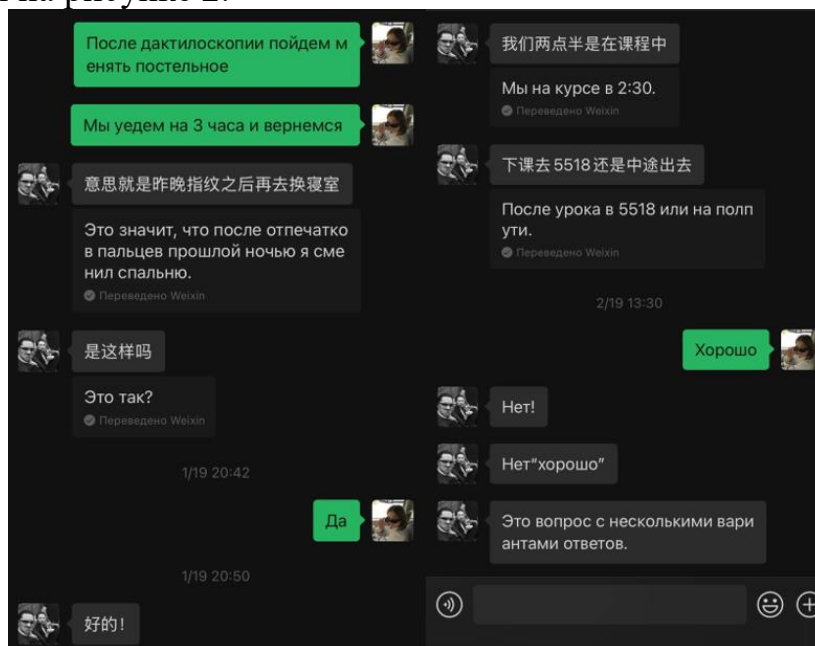 на рисунке 2.
После дактилоскопии пойдем м
енять постельное
Мы уедем на 3 часа и вернемся
意思就是昨晚指纹之后再去换寝室
Это значит, что после отпечатко
в пальцев прошлой ночью я сме
нил спальню.
Переведено Weixin
是这样吗
Это так?
Переведено Weixin
1/19 20:42
Да
1/19 20:50
好的!
我们两点半是在课程中
Мы на курсе в 2:30.
Переведено Weixin
下课去5518还是中途出去
После урока в 5518 или на полп
ути.
Переведено Weixin
2/19 13:30
Хорошо
Нет!
Нет“хорошо”
Это вопрос с несколькими вари
антами ответов.